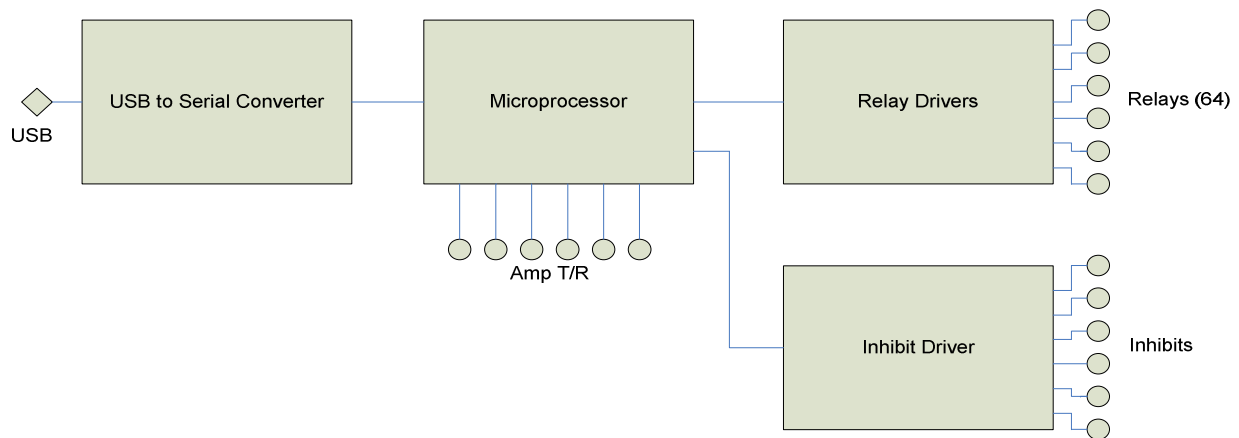 USB
USB to Serial Converter
Microprocessor
Amp T/R
Relay Drivers
Relays (64)
Inhibit Driver
Inhibits